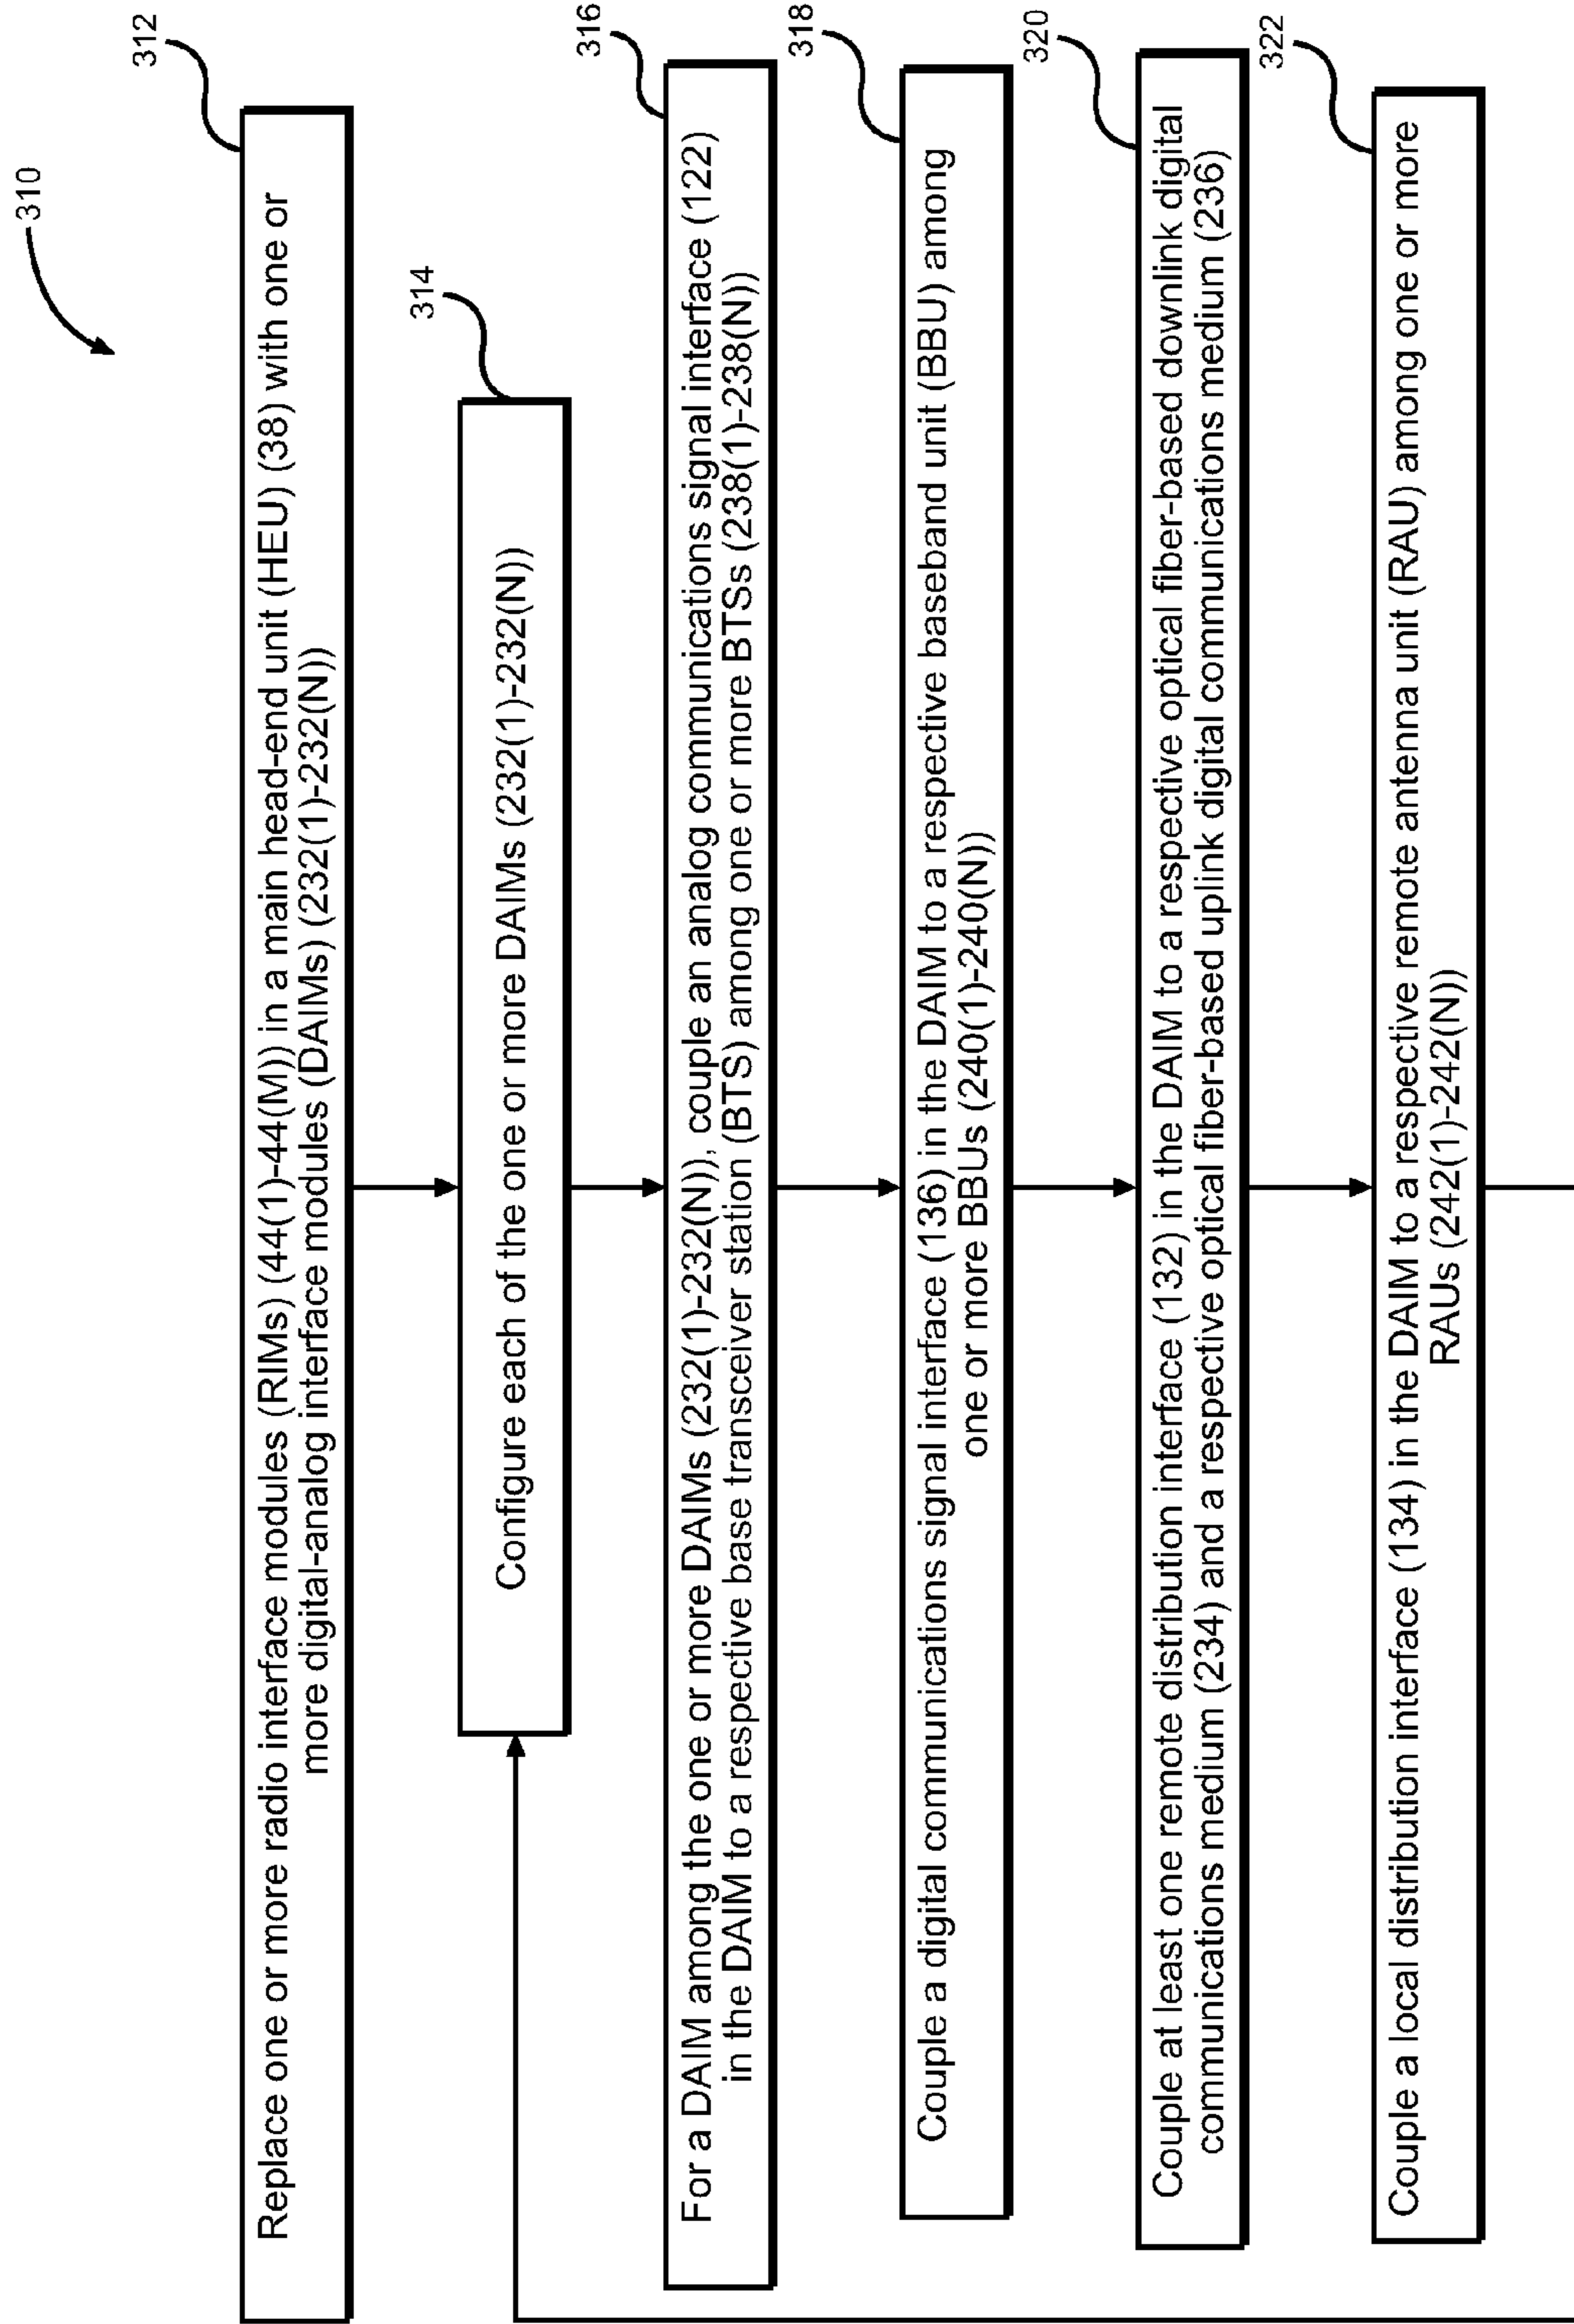 310
312
Replace one or more radio interface modules (RIMs) (44(1)-44(M)) in a main head-end unit (HEU) (38) with one or
more digital-analog interface modules (DAIMs) (232(1)-232(N))
314
Configure each of the one or more DAIMs (232(1)-232(N))
316
For a DAIM among the one or more DAIMs (232(1)-232(N)), couple an analog communications signal interface (122)
in the DAIM to a respective base transceiver station (BTS) among one or more BTSs (238(1)-238(N))
318
Couple a digital communications signal interface (136) in the DAIM to a respective baseband unit (BBU) among
one or more BBUs (240(1)-240(N))
320
Couple at least one remote distribution interface (132) in the DAIM to a respective optical fiber-based downlink digital
communications medium (234) and a respective optical fiber-based uplink digital communications medium (236)
322
Couple a local distribution interface (134) in the DAIM to a respective remote antenna unit (RAU) among one or more
RAUs (242(1)-242(N))